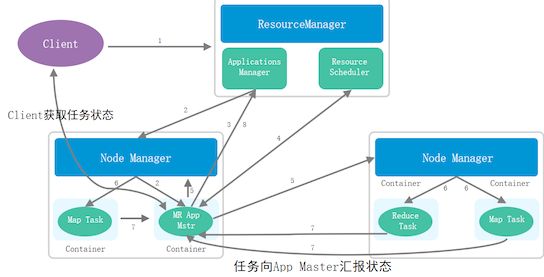 ResourceManager
Client
1
Applications
Manager
Resource
Scheduler
Client获取任务状态
2
3
8
4
Node Manager
Node Manager
5
5
6
2
Container
6
6
Container
Map Task
7
MR App
Mstr
7
Reduce
Task
Map Task
Container
Container
7
任务向App Master汇报状态